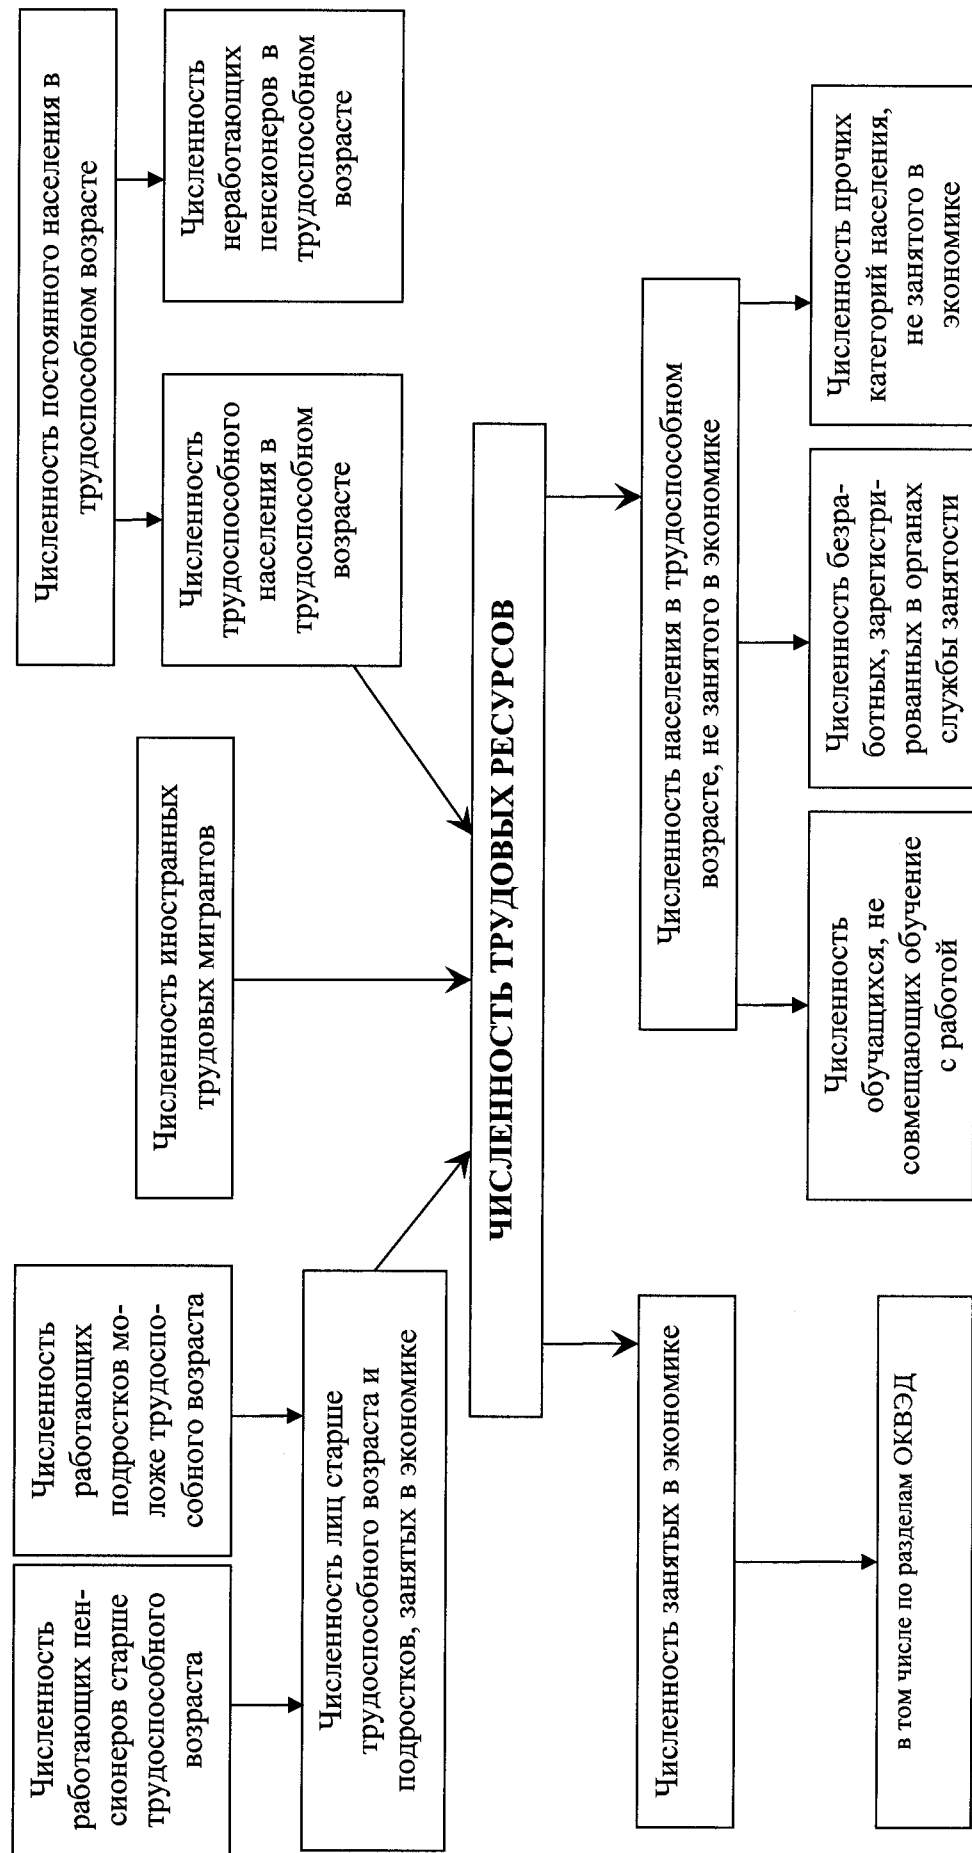 Численность
работающих пен-
сионеров старше
трудоспособного
возраста
Численность
работающих
подростков мо-
ложе трудоспо-
собного возраста
Численность иностранных
трудовых мигрантов
Численность постоянного населения в
трудоспособном возрасте
Численность
трудоспособного
населения в
трудоспособном
возрасте
Численность
неработающих
пенсионеров в
трудоспособном
возрасте
Численность лиц старше
трудоспособного возраста и
подростков, занятых в экономике
ЧИСЛЕННОСТЬ ТРУДОВЫХ РЕСУРСОВ
Численность занятых в экономике
Численность населения в трудоспособном
возрасте, не занятого в экономике
в том числе по разделам ОКВЭД
Численность
обучащихся, не
совмещающих обучение
с работой
Численность безра-
ботных, зарегистри-
рованных в органах
службы занятости
Численность прочих
категорий населения,
не занятого в
экономике